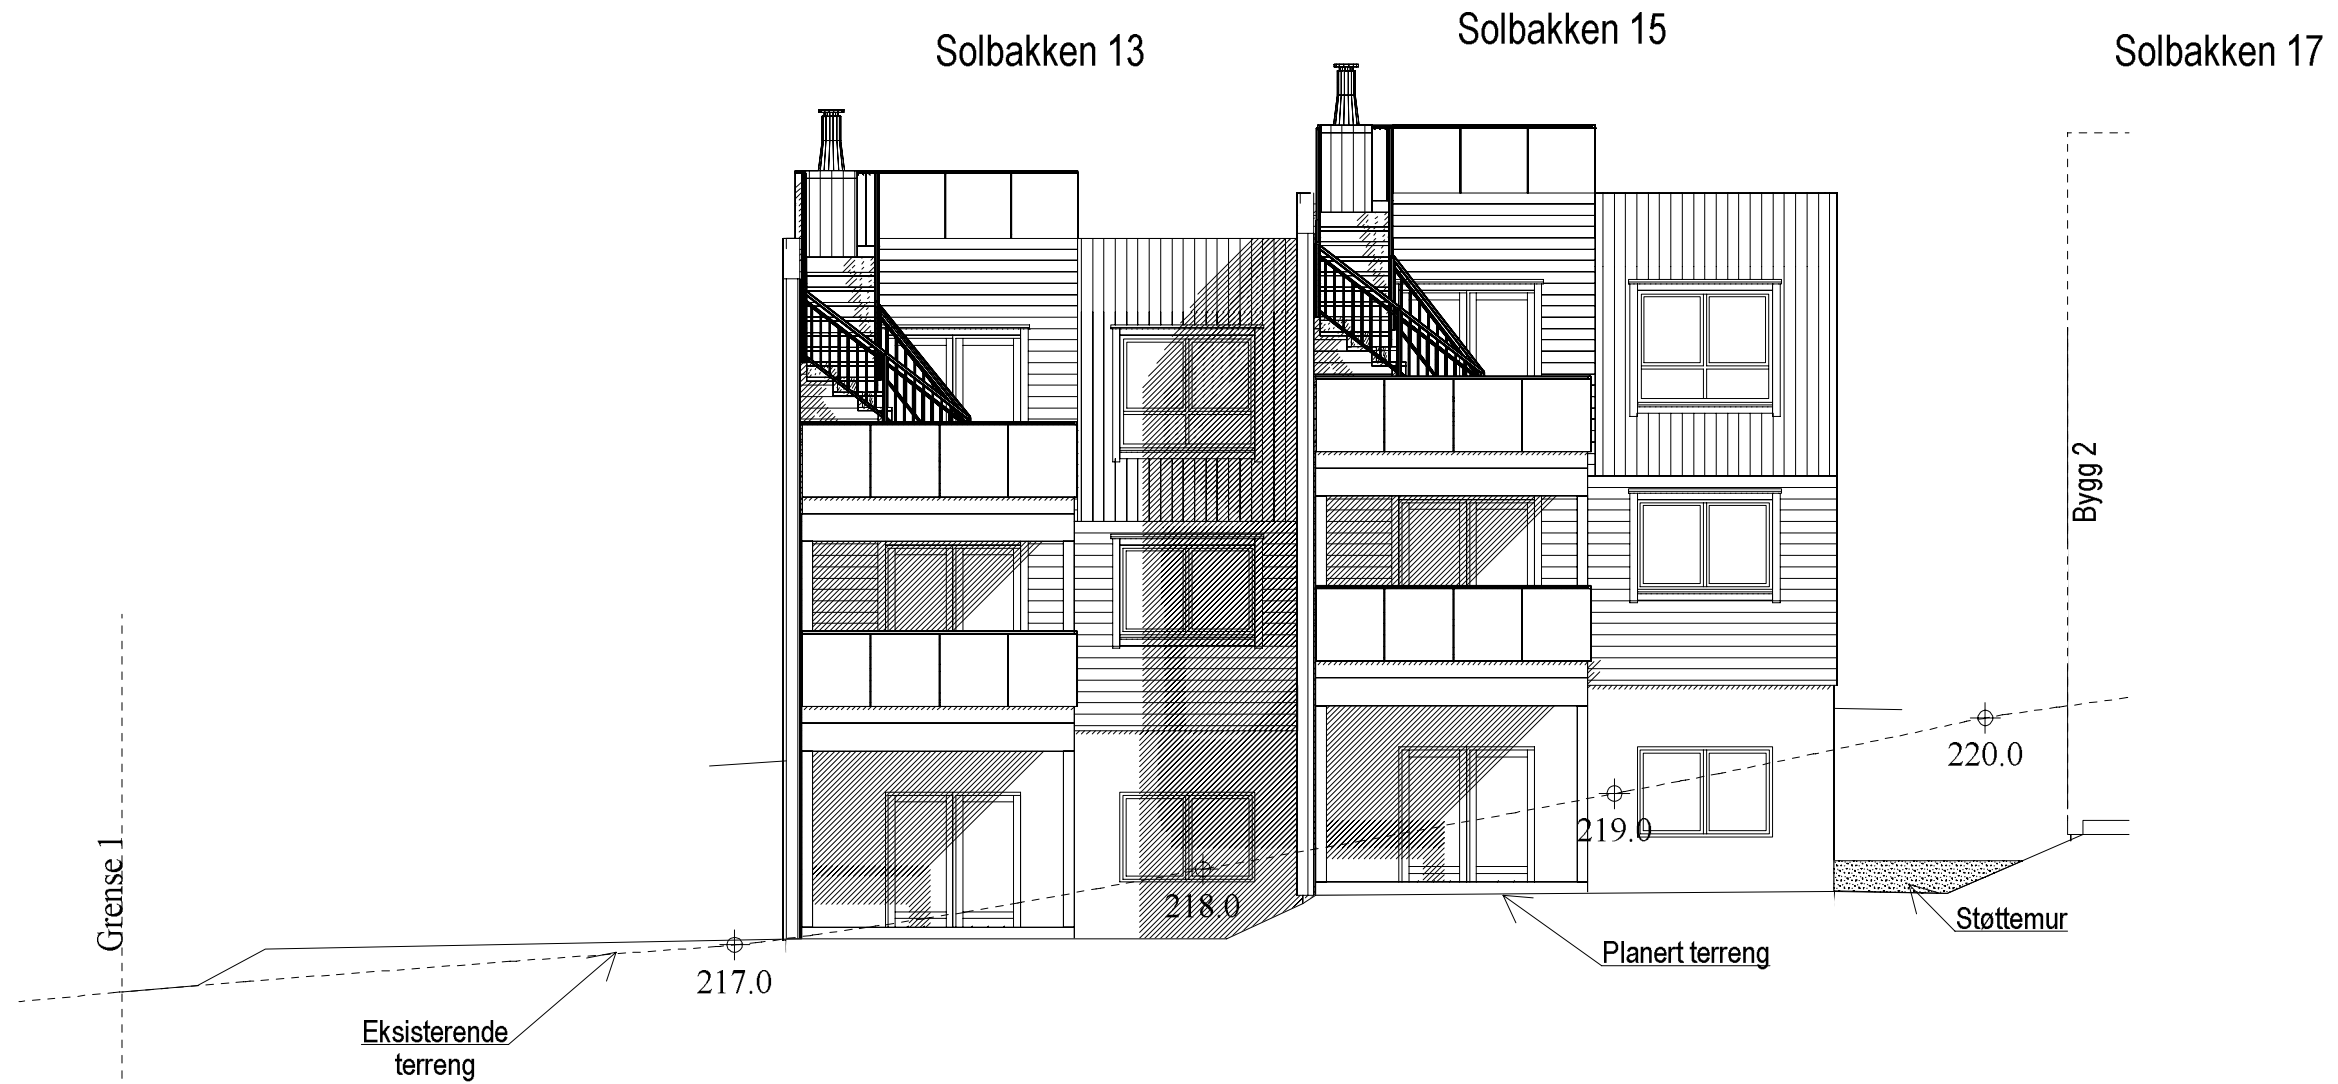 Solbakken 13
Solbakken 15
Solbakken 17
Bygg 2
220.0
219.0
Grense 1
218.0
Støttemur
Planert terreng
217.0
Eksisterende
terreng